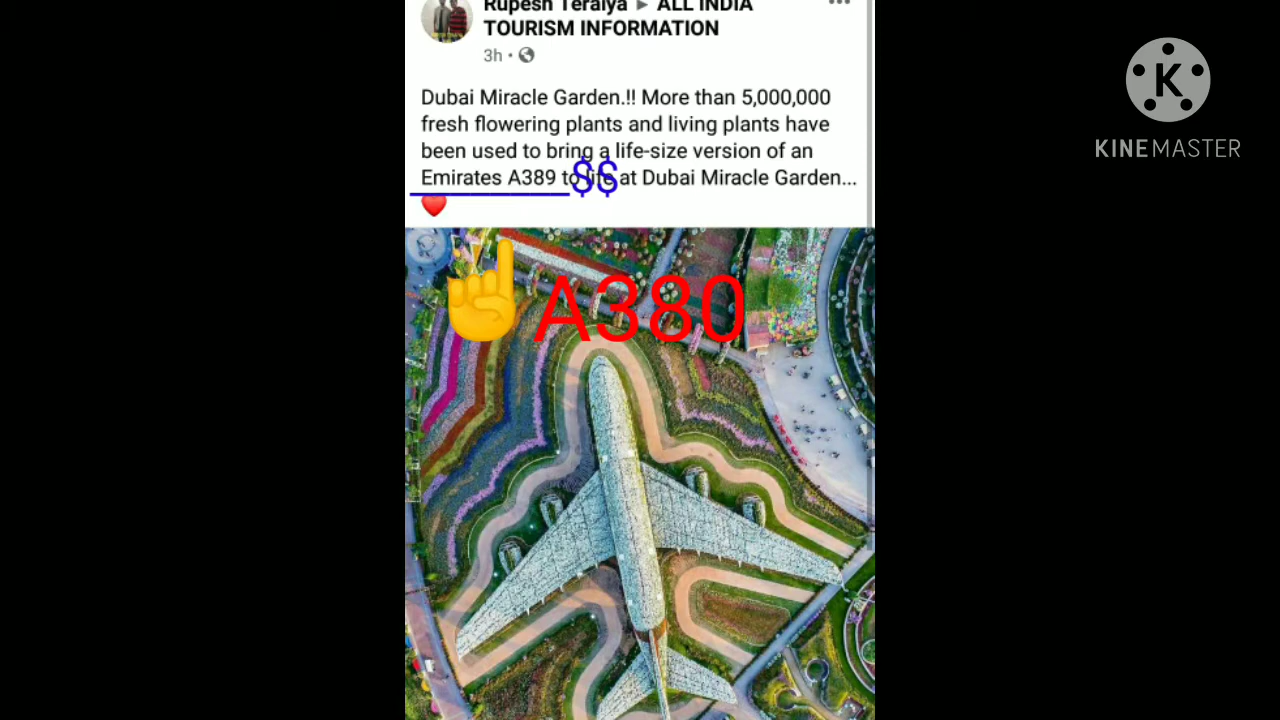 Rupesh Teraiya ▸ ALL INDIA
TOURISM INFORMATION
3h •
Dubai Miracle Garden.!! More than 5,000,000
fresh flowering plants and living plants have
been used to bring a life-size version of an
Emirates A389 to life at Dubai Miracle Garden...
$$
A380
K
KINEMASTER